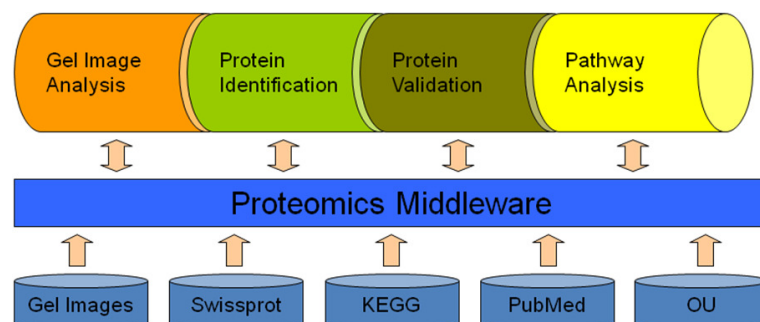 Gel Image
Analysis
Protein
Identification
Protein
Validation
Pathway
Analysis
Proteomics Middleware
Gel Images
Swissprot
KEGG
PubMed
OU